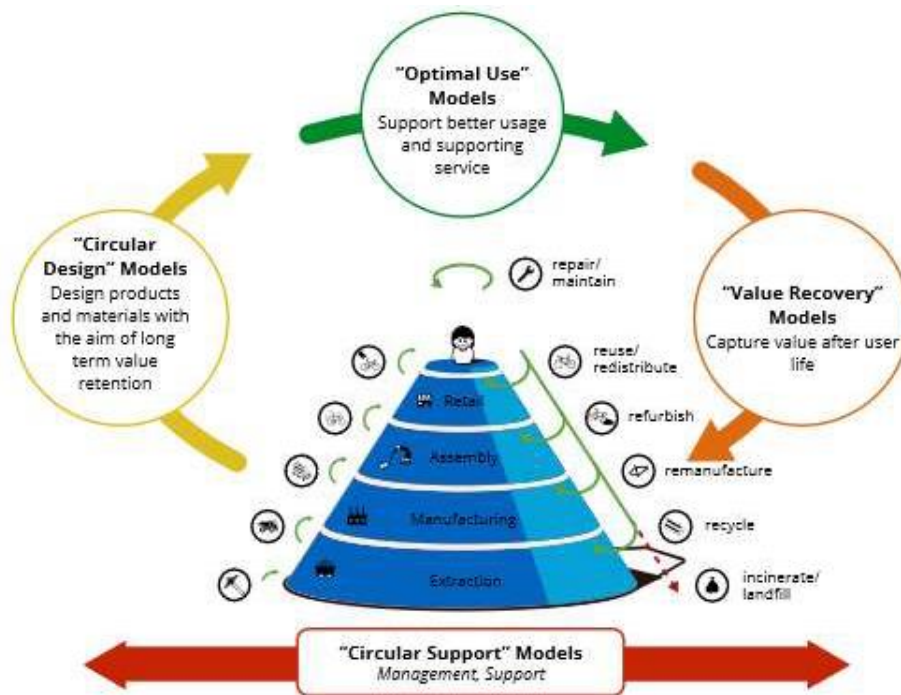 “Optimal Use”
Models
Support better usage
and supporting
service
“Circular
Design” Models
Design products
and materials with
the aim of long
term value
retention
“Value Recovery”
Models
Capture value after user
life
repair/
maintain
reuse/
redistribute
refurbish
remanufacture
recycle
incinerate/
landfill
Retail
Assembly
Manufacturing
Extraction
“Circular Support” Models
Management, Support